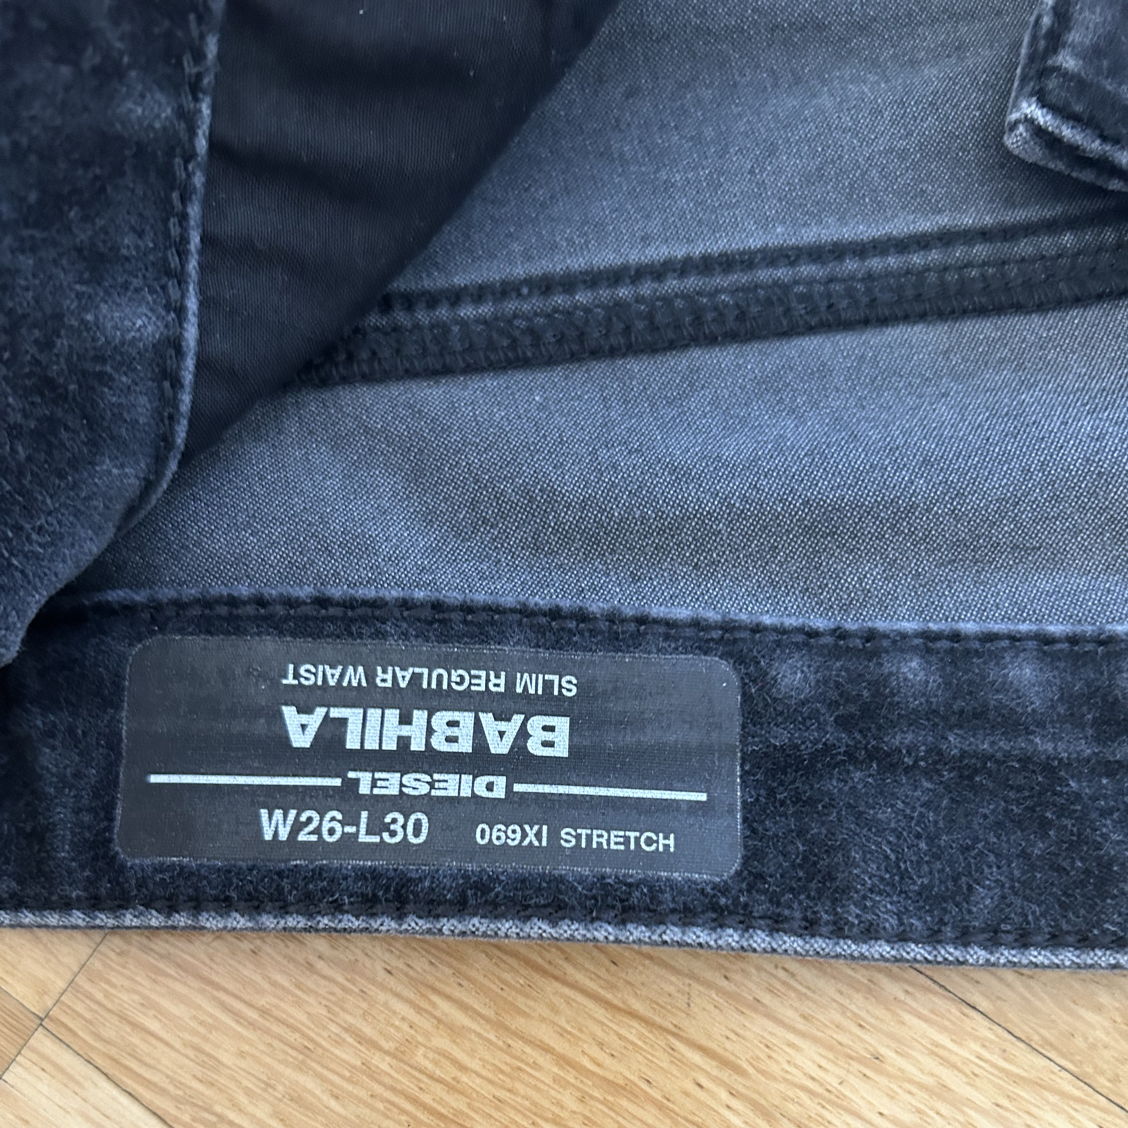 SLIM REGULAR WAIST
BABHILA
DIESEL
W26-L30 069XI STRETCH